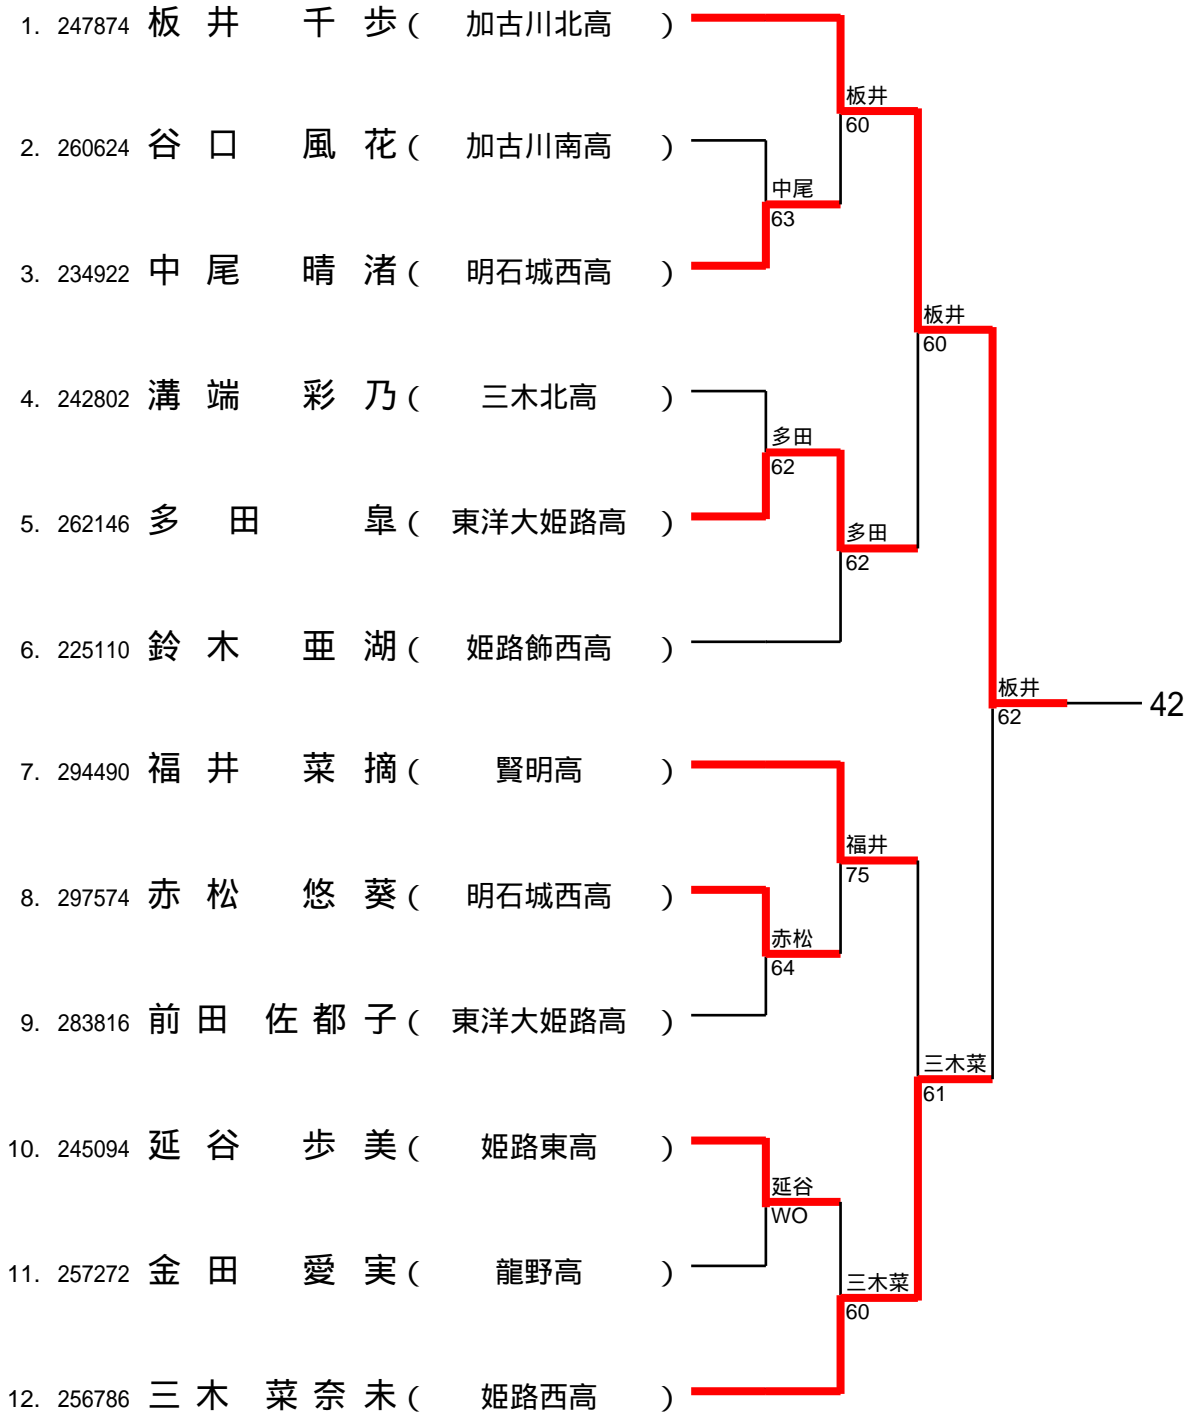 1. 247874 板井 千歩 ( 加古川北高 )
板井
60
2. 260624 谷口 風花 ( 加古川南高 )
中尾
63
3. 234922 中尾 晴渚 ( 明石城西高 )
板井
60
4. 242802 溝端 彩乃 ( 三木北高 )
多田
62
5. 262146 多田 皐 ( 東洋大姫路高 )
多田
62
6. 225110 鈴木 亜湖 ( 姫路飾西高 )
板井
62
42
7. 294490 福井 菜摘 ( 賢明高 )
福井
75
8. 297574 赤松 悠葵 ( 明石城西高 )
赤松
64
9. 283816 前田 佐都子 ( 東洋大姫路高 )
三木菜
61
10. 245094 延谷 歩美 ( 姫路東高 )
延谷
WO
11. 257272 金田 愛実 ( 龍野高 )
三木菜
60
12. 256786 三木 菜奈未 ( 姫路西高 )